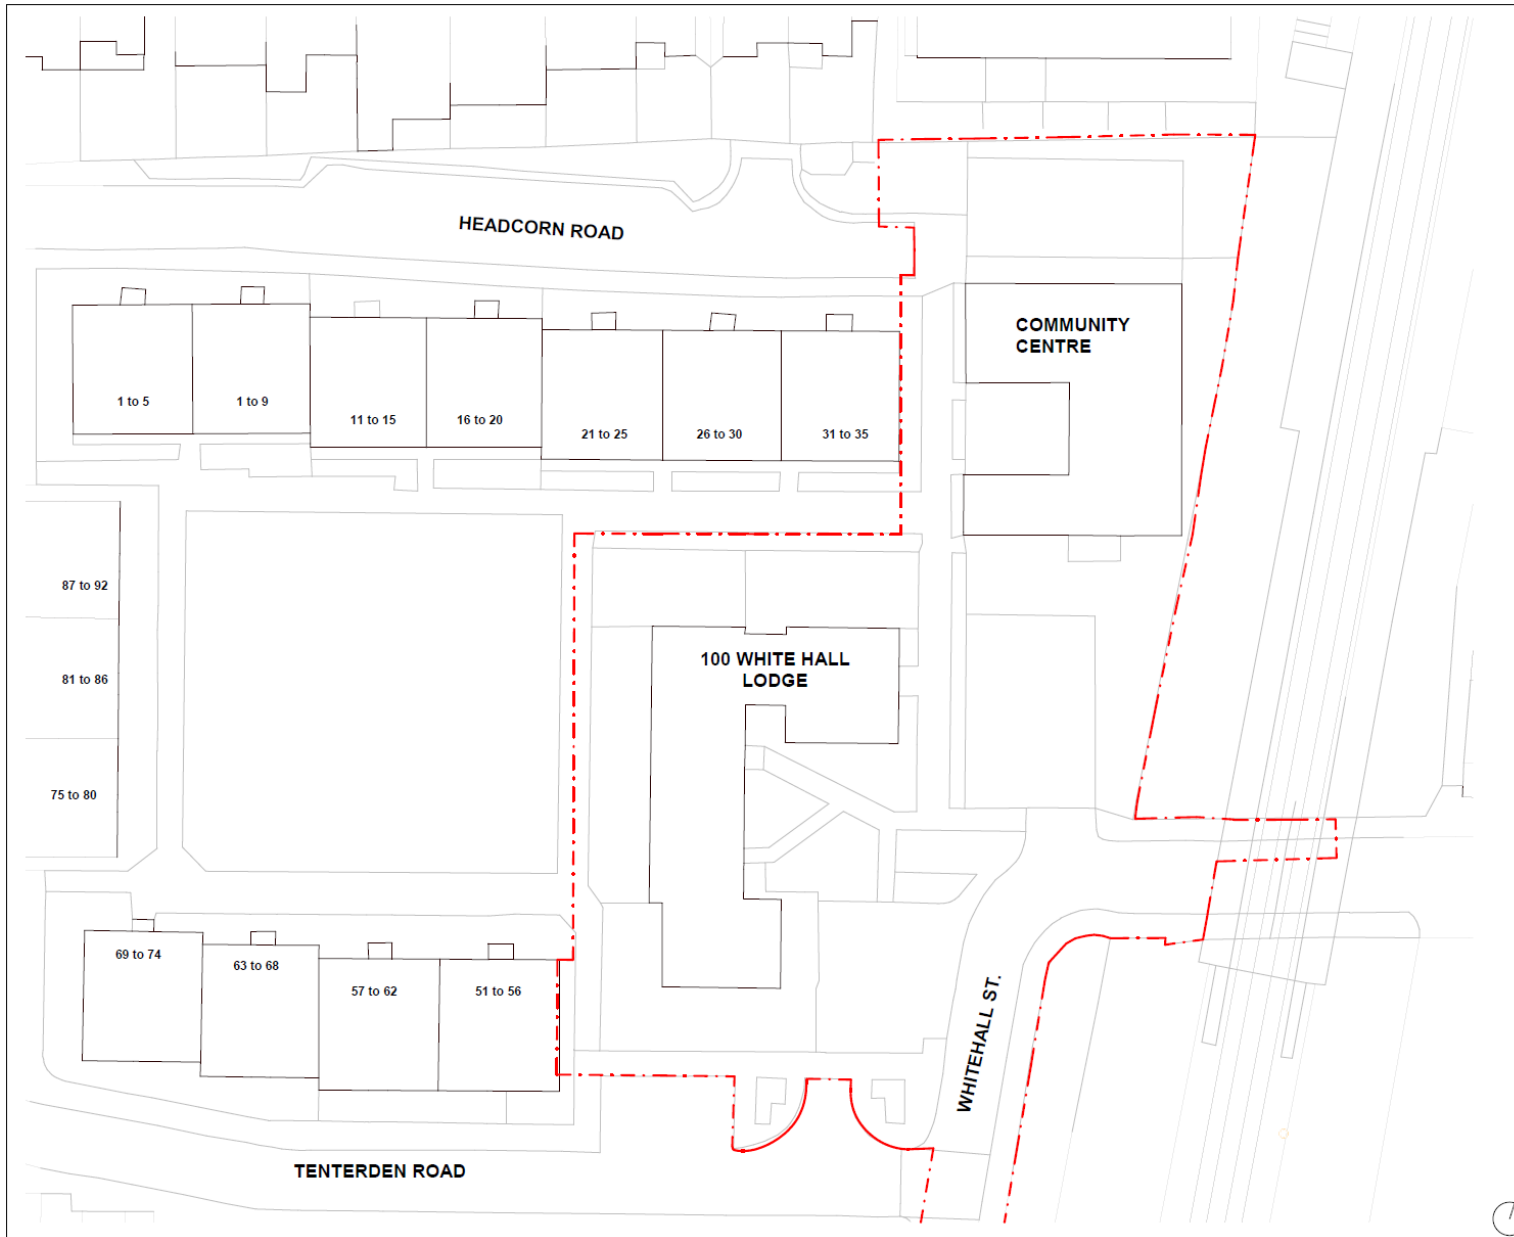 HEADCORN ROAD
COMMUNITY
CENTRE
1 to 5
1 to 9
11 to 15
16 to 20
21 to 25
26 to 30
31 to 35
87 to 92
81 to 86
75 to 80
100 WHITE HALL
LODGE
69 to 74
63 to 68
57 to 62
51 to 56
WHITEHALL ST.
TENTERDEN ROAD